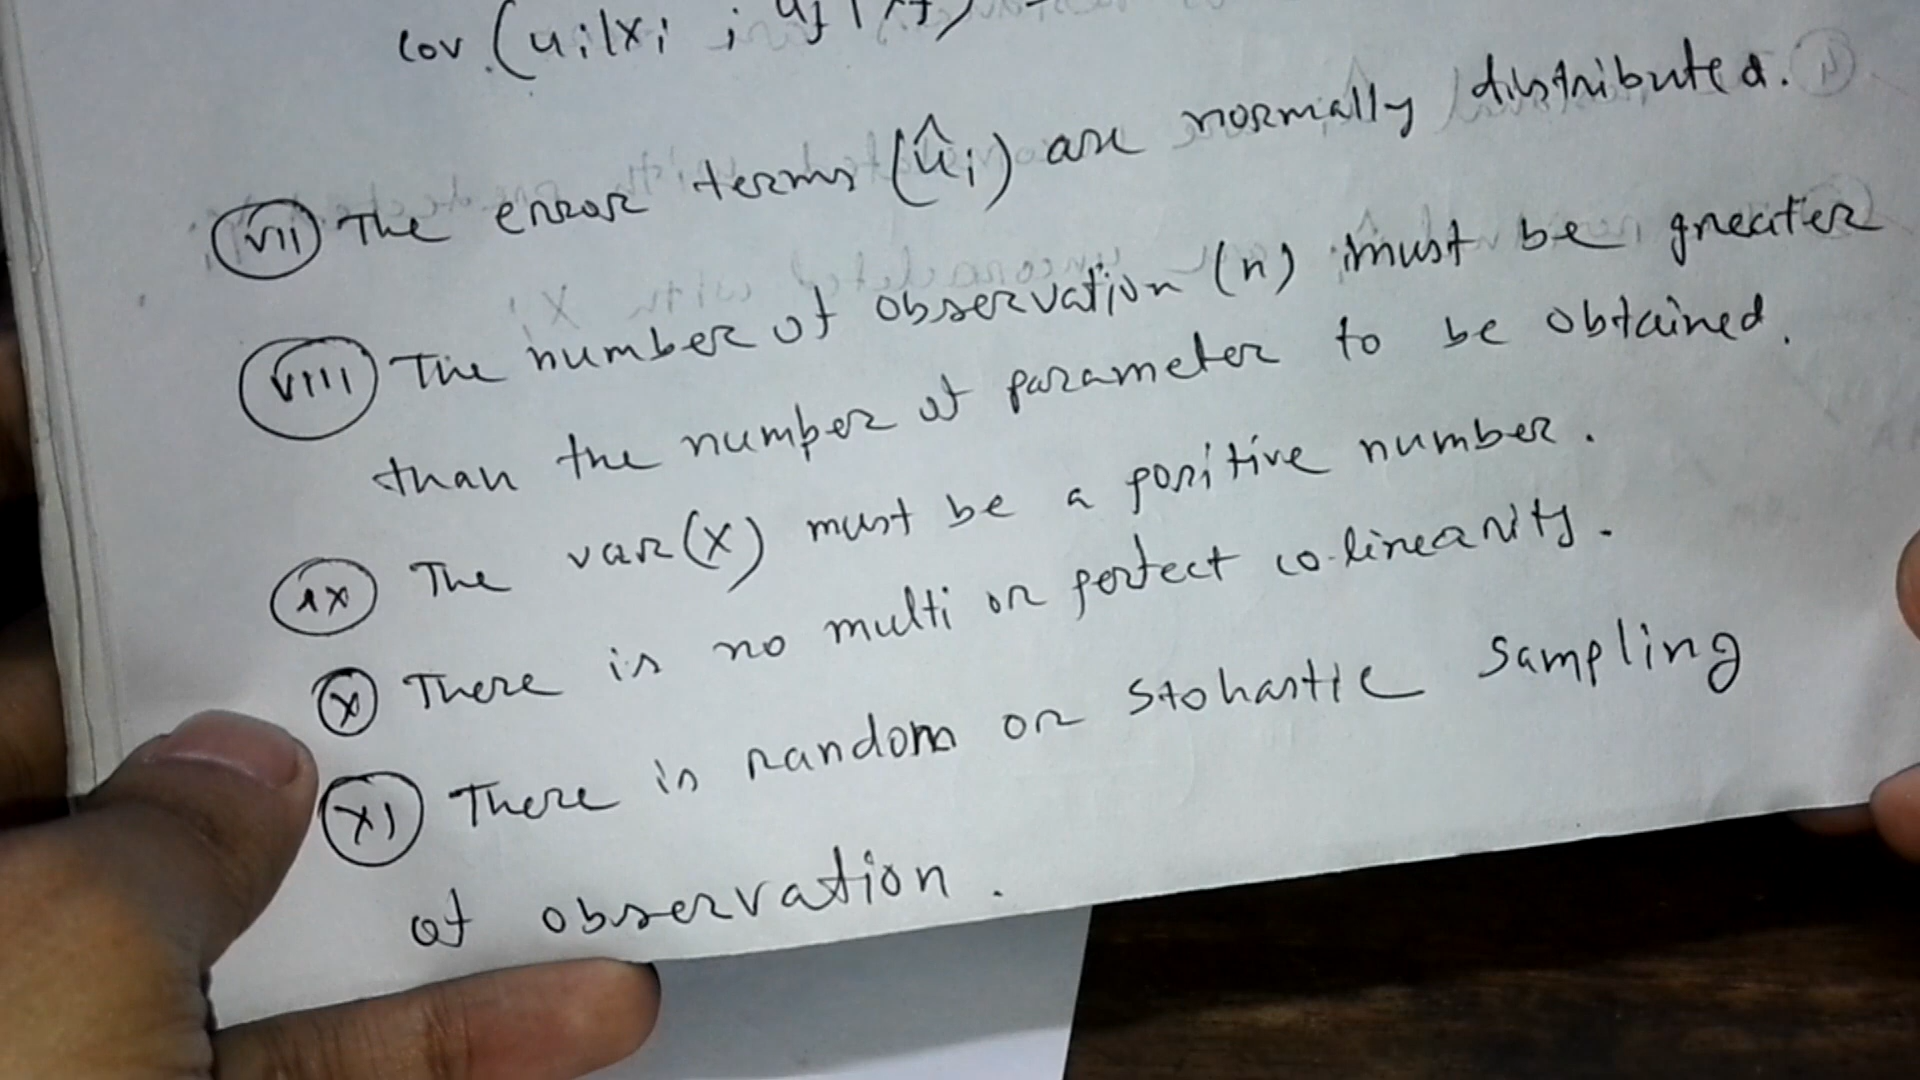 cov (ui|xi ;
(vii) The error terms (ûi) are normally distributed.
(viii) The number of observation (n) must be greater
than the number of parameter to be obtained.
(ix) The var(x) must be a positive number.
(x) There is no multi or perfect co-linearity.
(xi) There is random or stohastic sampling
of observation.